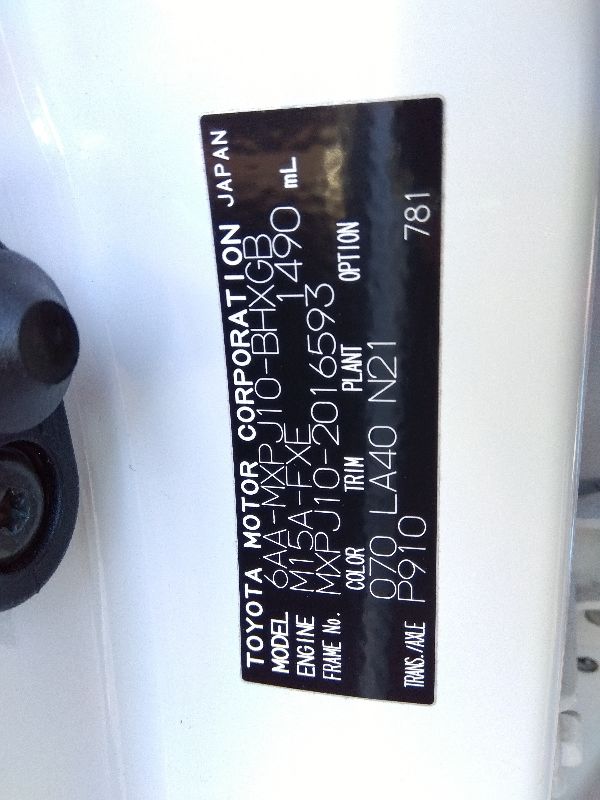 TOYOTA MOTOR CORPORATION JAPAN
MODEL 6AA-MXPJ10-BHXGB
ENGINE M15A-FXE 1490 mL
FRAME No. MXPJ10-2016593
COLOR TRIM PLANT OPTION
070 LA40 N21
TRANS./AXLE P910 781